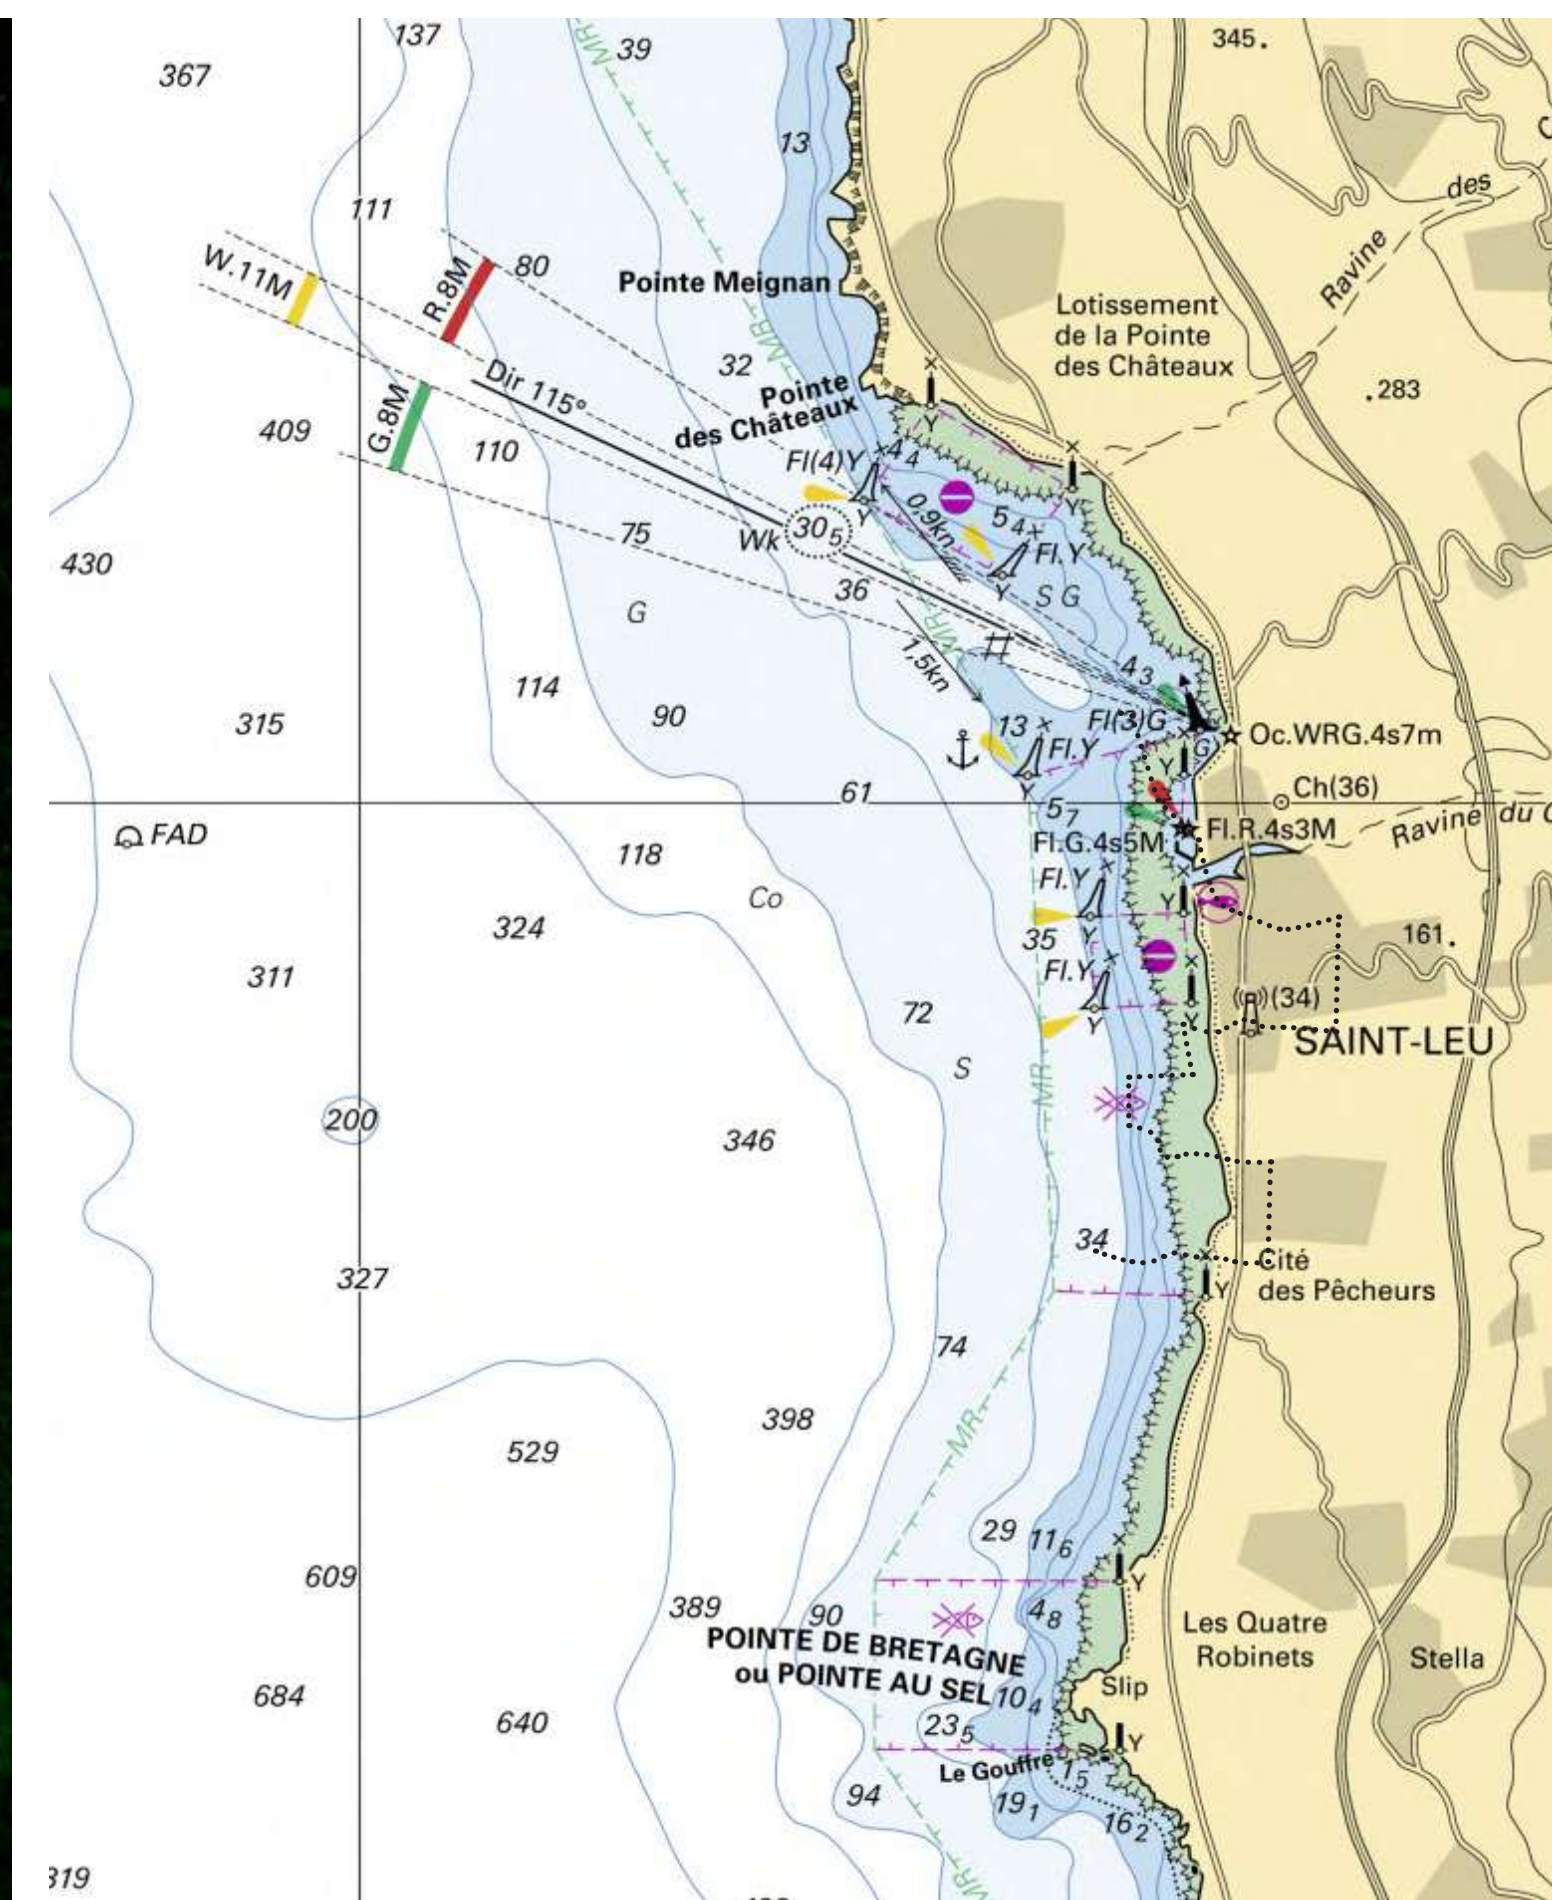 137
39
345.
367
13
111
des
W.11M
R.8M
80
Pointe Meignan
Ravine
Lotissement
de la Pointe
des Châteaux
MR
MR
32
Dir 115°
Pointe
des Châteaux
.283
G.8M
409
110
Fl(4)Y
44
Y
Y
0,9kn
54
Y
75
Wk
305
Fl.Y
430
Y
36
S G
G
MR
1,5kn
43
114
90
315
13
Fl(3)G
Oc.WRG.4s7m
Fl.Y
G
Y
Y
Ch(36)
61
57
FAD
Fl.G.4s5M
Fl.R.4s3M
Ravine du
118
Fl.Y
Co
Y
324
Y
35
161.
311
Fl.Y
72
(34)
Y
Y
SAINT-LEU
S
MR
200
346
34
Cité
327
Y
des Pêcheurs
74
398
MR
529
29
116
609
Y
389
90
48
Les Quatre
Robinets
POINTE DE BRETAGNE
ou POINTE AU SEL
Stella
684
104
Slip
640
235
Y
Le Gouffre
15
94
191
162
MR
319